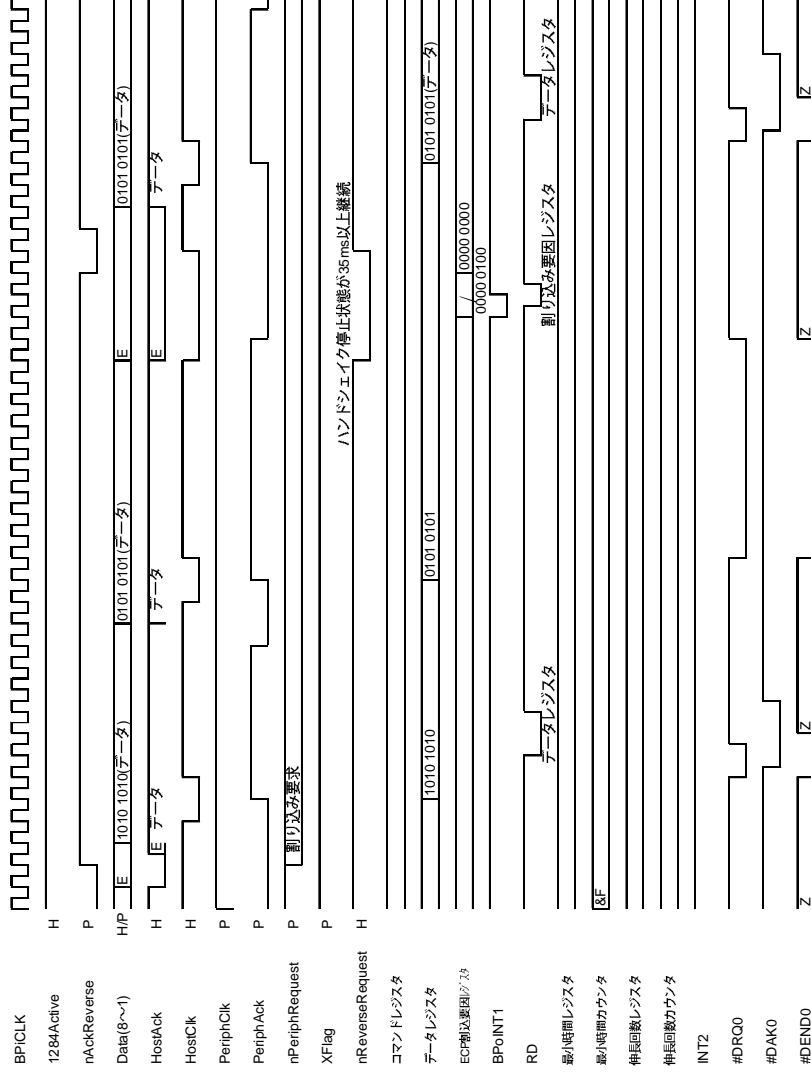 BPiCLK
1284Active H
nAckReverse P
Data(8〜1) H/P E 1010 1010(データ) 0101 0101(データ) E 0101 0101(データ)
HostAck H E データ データ E データ
HostClk H
PeriphClk P
PeriphAck P
nPeriphRequest P 割り込み要求
XFlag P
ハンドシェイク停止状態が35ms以上継続
nReverseRequest H
コマンドレジスタ
データレジスタ 1010 1010 0101 0101 0101 0101(データ)
ECP割込要因レジスタ 0000 0000
0000 0100
BPoINT1
RD
データレジスタ 割り込み要因レジスタ データレジスタ
最小時間レジスタ
最小時間カウンタ &F
伸長回数レジスタ
伸長回数カウンタ
INT2
#DRQ0
#DAK0
#DEND0 Z Z Z Z